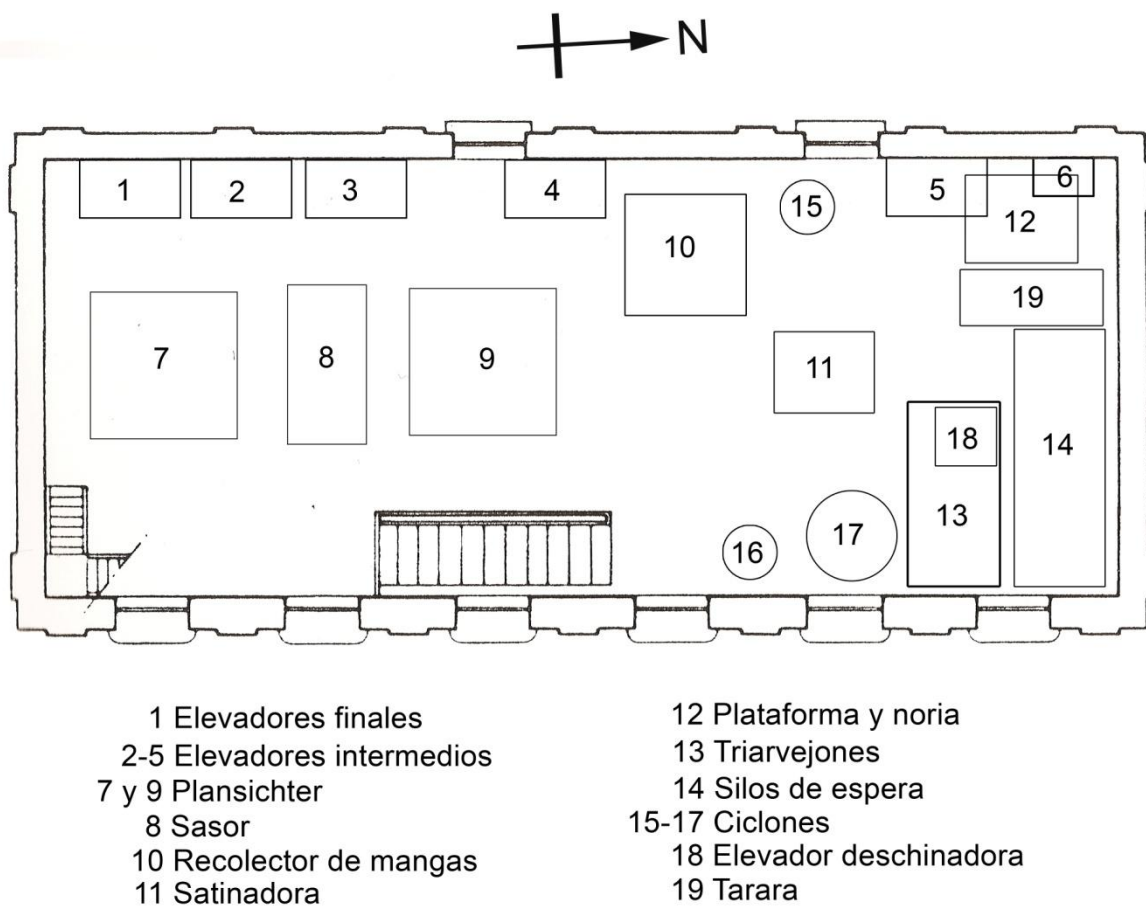 N
1
2
3
4
5
6
15
12
10
19
7
8
9
11
18
14
13
17
16
1 Elevadores finales
2-5 Elevadores intermedios
7 y 9 Plansichter
8 Sasor
10 Recolector de mangas
11 Satinadora
12 Plataforma y noria
13 Triarvejones
14 Silos de espera
15-17 Ciclones
18 Elevador deschinadora
19 Tarara